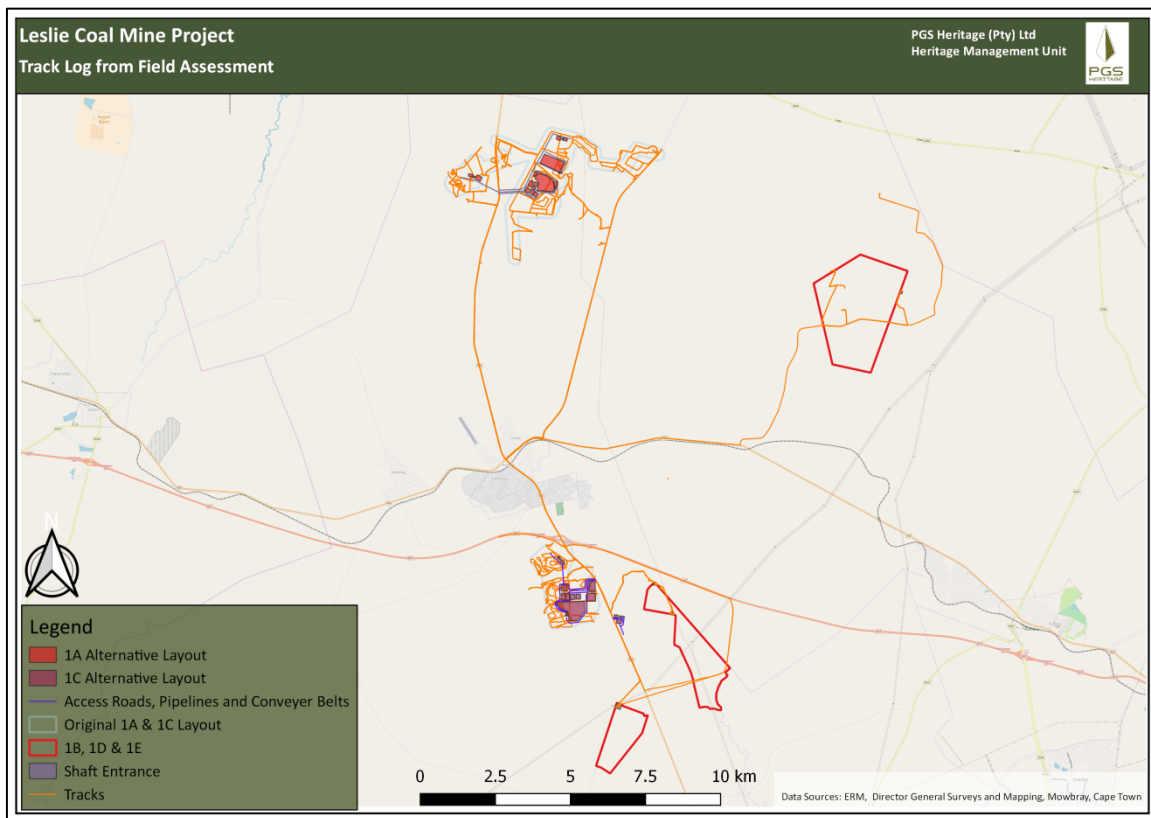 Leslie Coal Mine Project
Track Log from Field Assessment
PGS Heritage (Pty) Ltd
Heritage Management Unit
PGS
HERITAGE
N
Legend
1A Alternative Layout
1C Alternative Layout
Access Roads, Pipelines and Conveyer Belts
Original 1A & 1C Layout
1B, 1D & 1E
Shaft Entrance
Tracks
0 2.5 5 7.5 10 km
Data Sources: ERM, Director General Surveys and Mapping, Mowbray, Cape Town